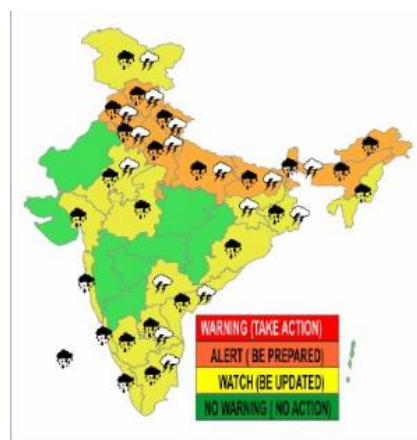 WARNING (TAKE ACTION)
ALERT ( BE PREPARED)
WATCH (BE UPDATED)
NO WARNING ( NO ACTION)